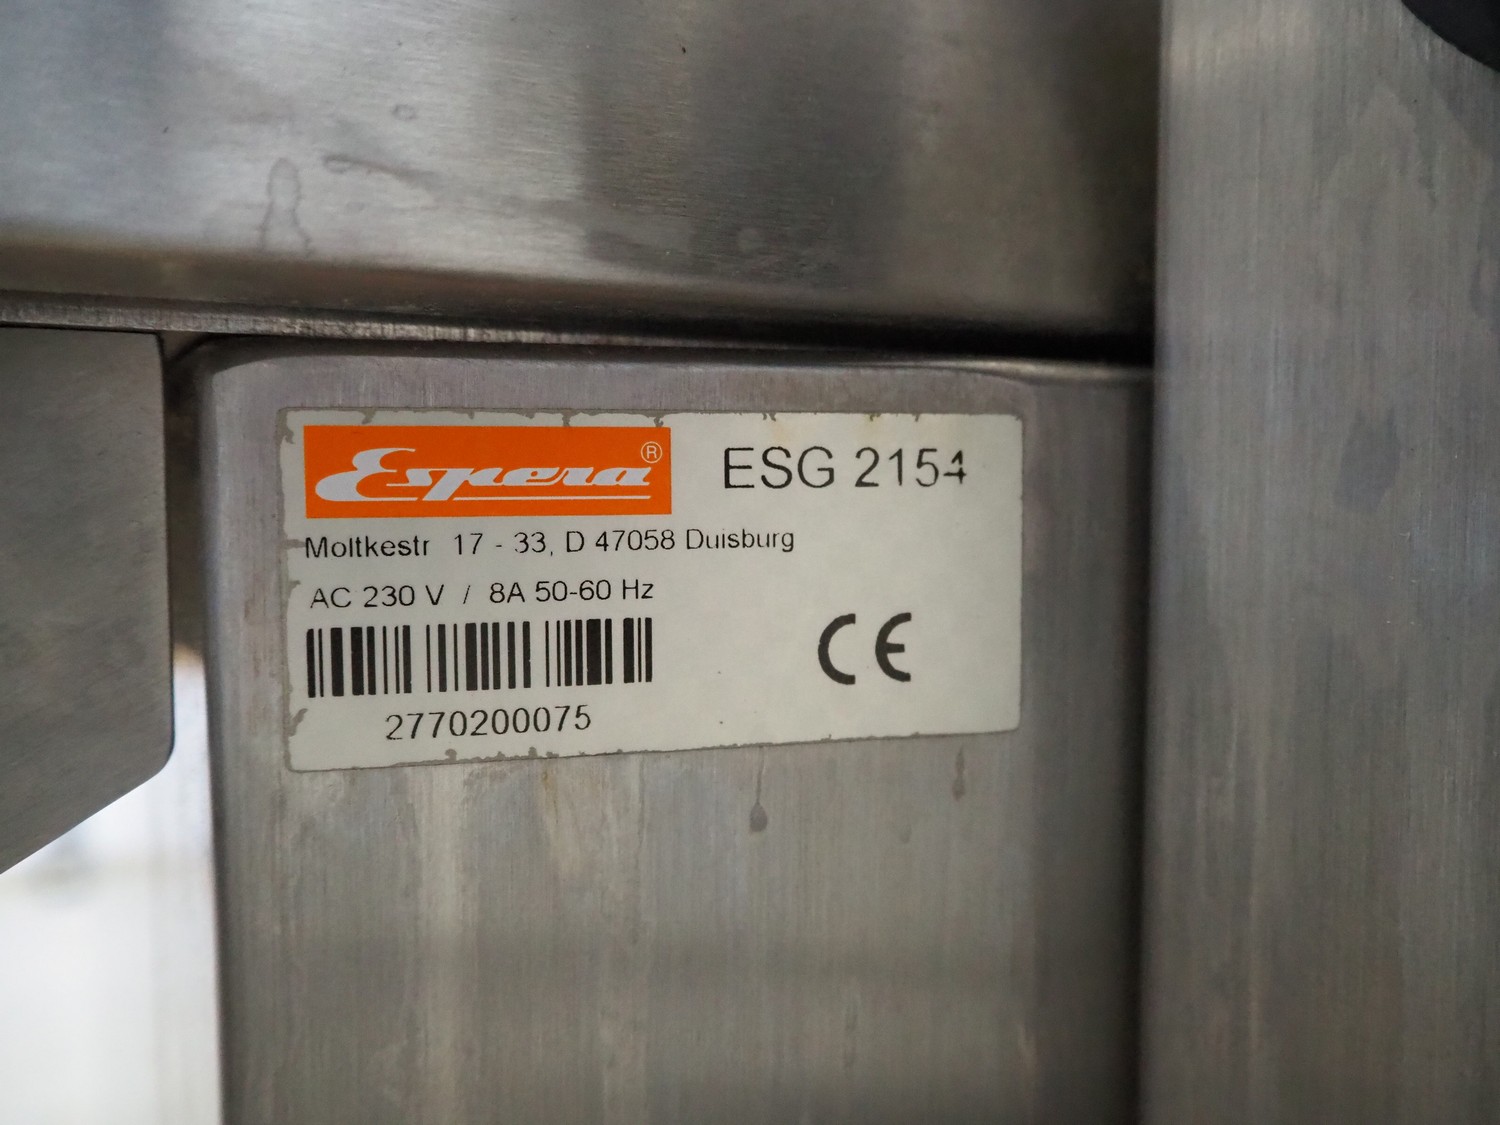 Espera®
ESG 2154
Moltkestr 17 - 33, D 47058 Duisburg
AC 230 V / 8A 50-60 Hz
CE
2770200075